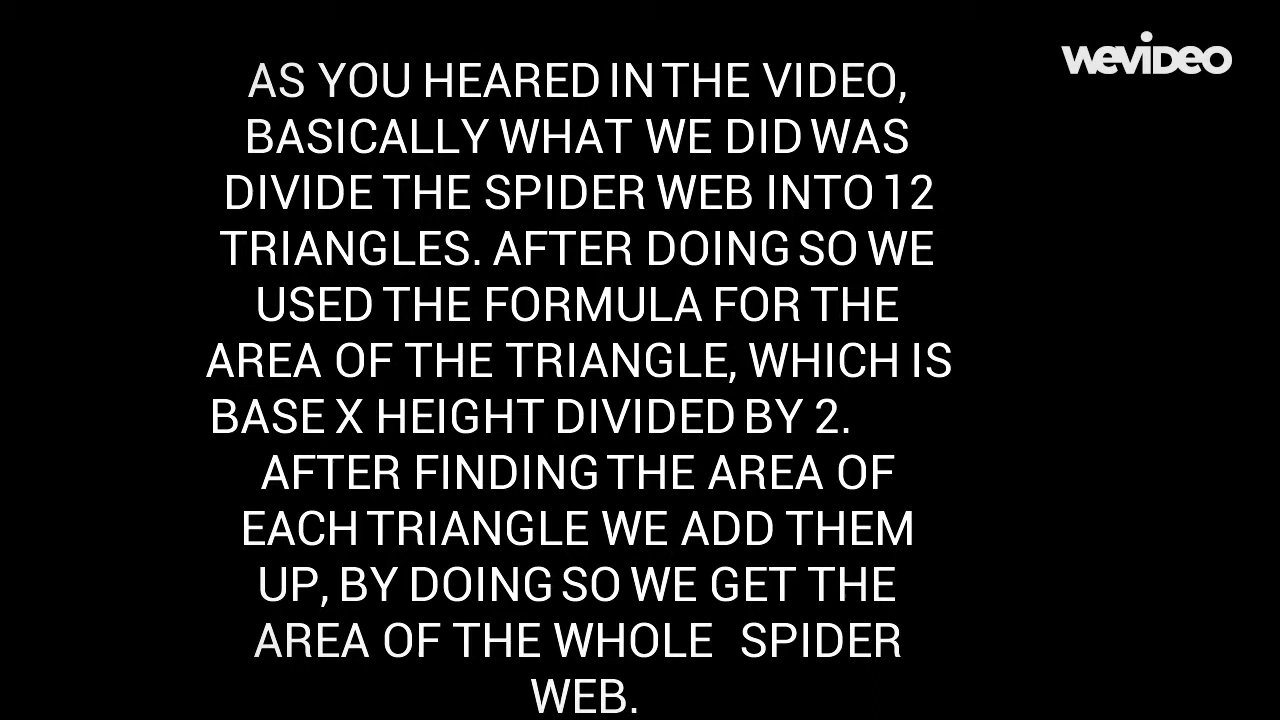 wevideo
AS YOU HEARED IN THE VIDEO,
BASICALLY WHAT WE DID WAS
DIVIDE THE SPIDER WEB INTO 12
TRIANGLES. AFTER DOING SO WE
USED THE FORMULA FOR THE
AREA OF THE TRIANGLE, WHICH IS
BASE X HEIGHT DIVIDED BY 2.
AFTER FINDING THE AREA OF
EACH TRIANGLE WE ADD THEM
UP, BY DOING SO WE GET THE
AREA OF THE WHOLE SPIDER
WEB.